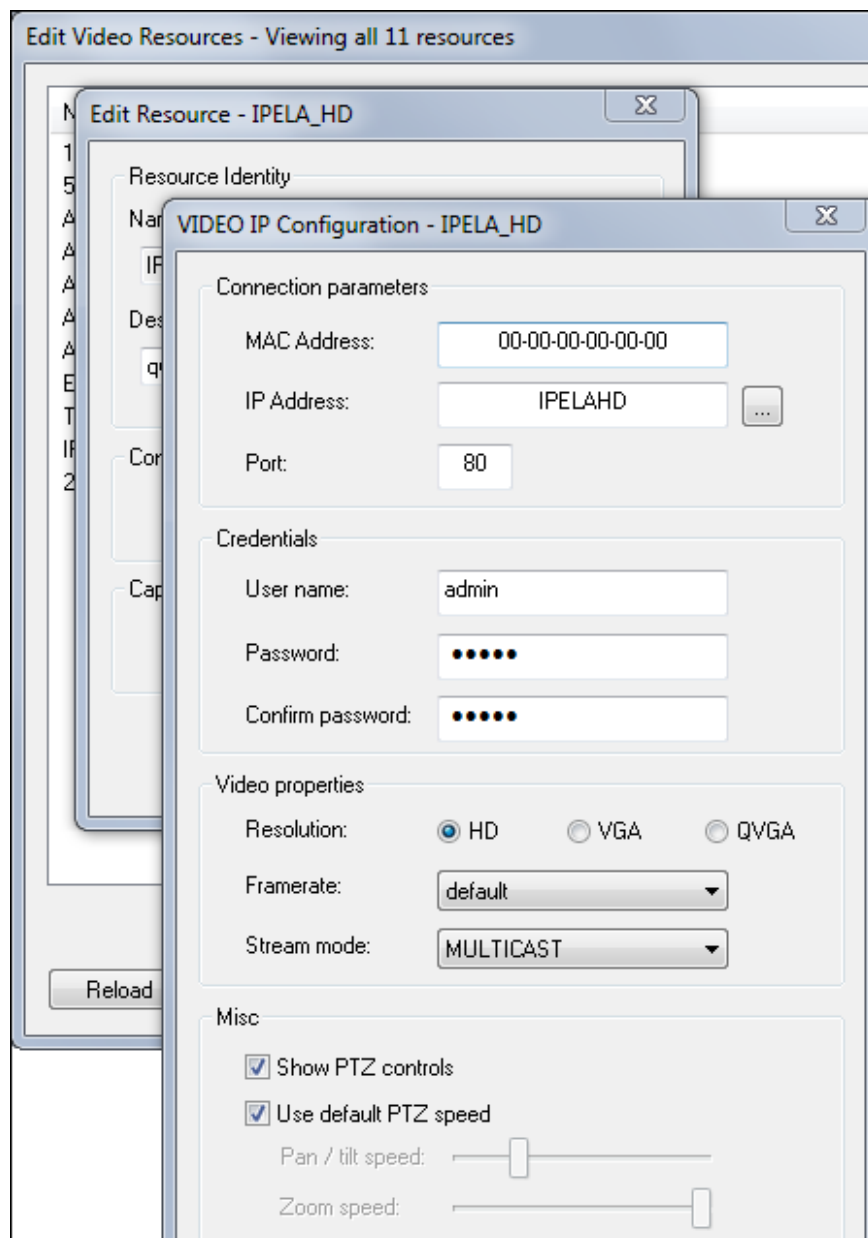 Edit Video Resources - Viewing all 11 resources
Edit Resource - IPELA_HD
Resource Identity
VIDEO IP Configuration - IPELA_HD
Connection parameters
MAC Address: 00-00-00-00-00-00
IP Address: IPELAHD ...
Port: 80
Credentials
User name: admin
Password: •••••
Confirm password: •••••
Video properties
Resolution: HD VGA QVGA
Framerate: default
Stream mode: MULTICAST
Reload
Misc
Show PTZ controls
Use default PTZ speed
Pan / tilt speed:
Zoom speed: